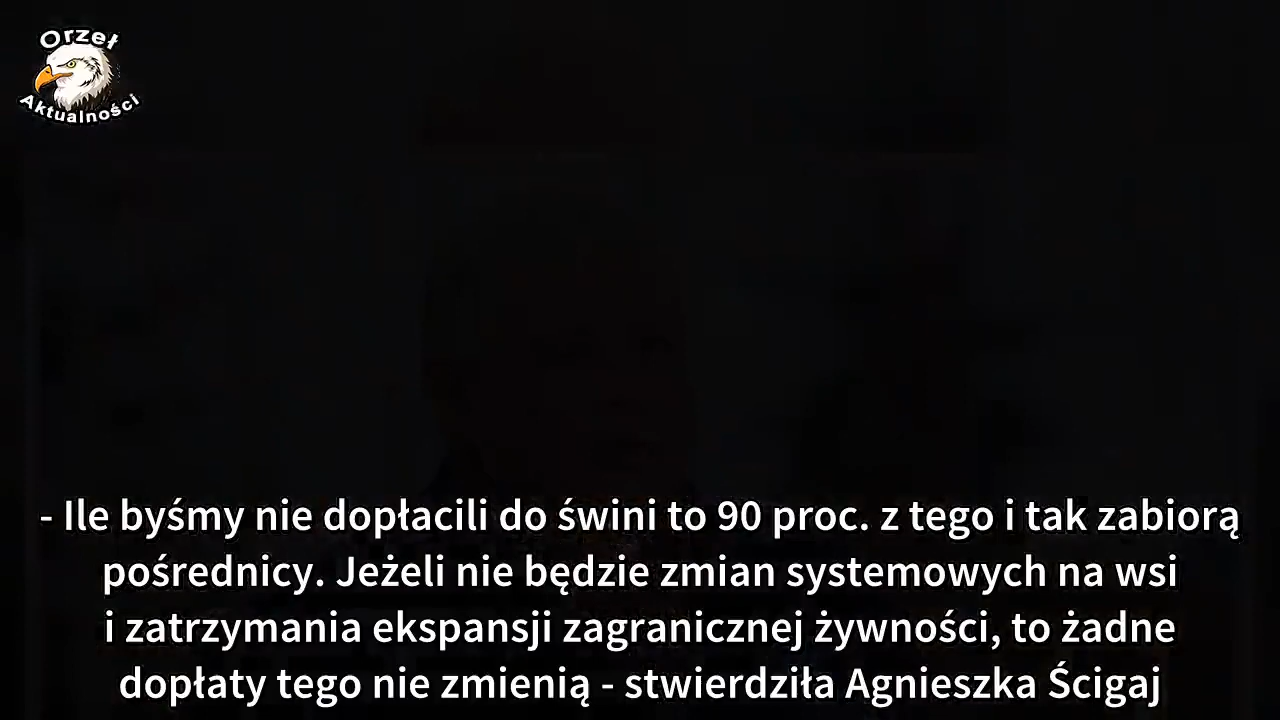 Orzeł
Aktualności
- Ile byśmy nie dopłacili do świni to 90 proc. z tego i tak zabiorą
pośrednicy. Jeżeli nie będzie zmian systemowych na wsi
i zatrzymania ekspansji zagranicznej żywności, to żadne
dopłaty tego nie zmienią - stwierdziła Agnieszka Ścigaj